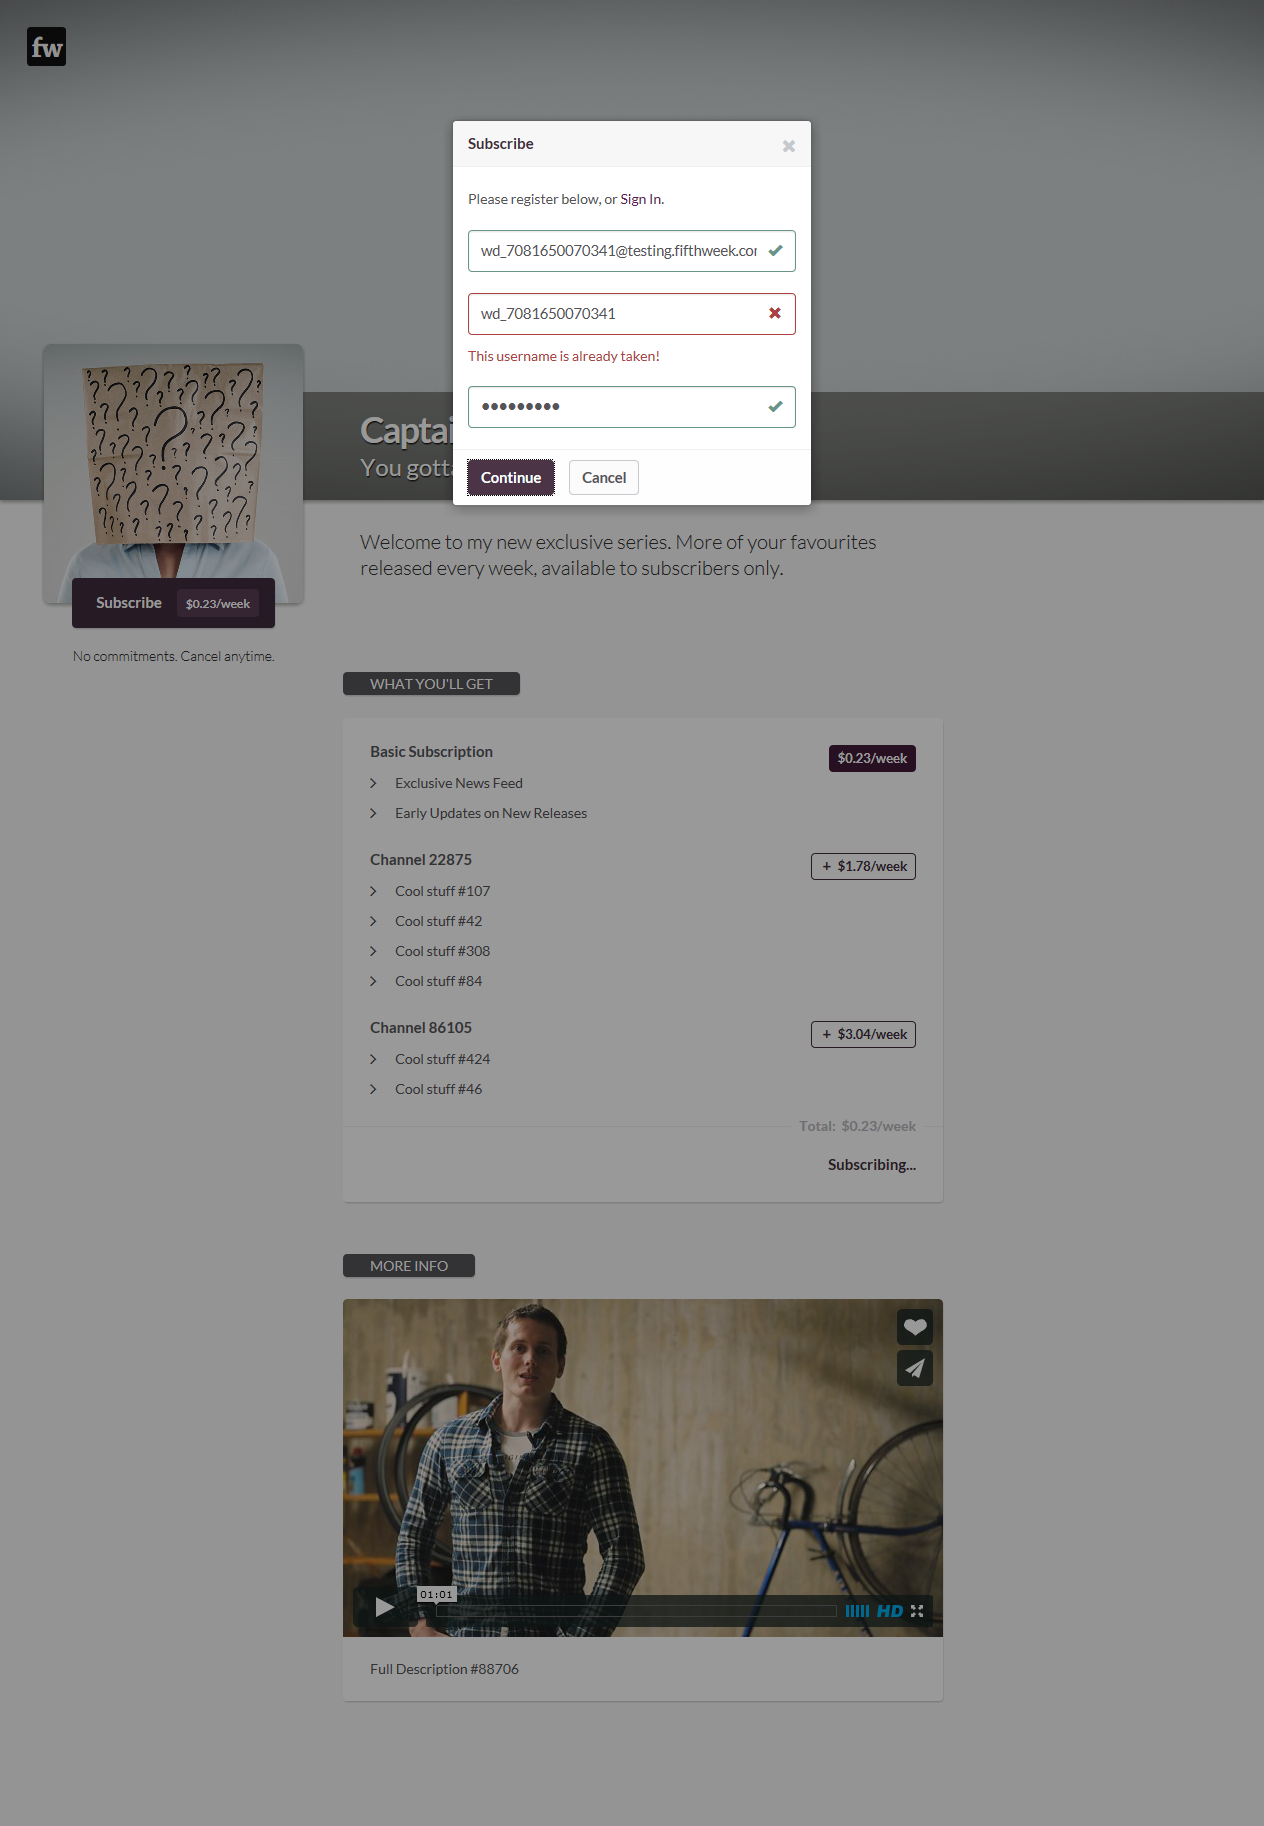 fw
Subscribe
Please register below, or Sign In.
wd_7081650070341@testing.fifthweek.co
wd_7081650070341
This username is already taken!
•••••••••
Continue
Cancel
Captai
You gotta
Welcome to my new exclusive series. More of your favourites
released every week, available to subscribers only.
Subscribe $0.23/week
No commitments. Cancel anytime.
WHAT YOU'LL GET
Basic Subscription $0.23/week
Exclusive News Feed
Early Updates on New Releases
Channel 22875 + $1.78/week
Cool stuff #107
Cool stuff #42
Cool stuff #308
Cool stuff #84
Channel 86105 + $3.04/week
Cool stuff #424
Cool stuff #46
Total: $0.23/week
Subscribing...
MORE INFO
01:01
HD
Full Description #88706